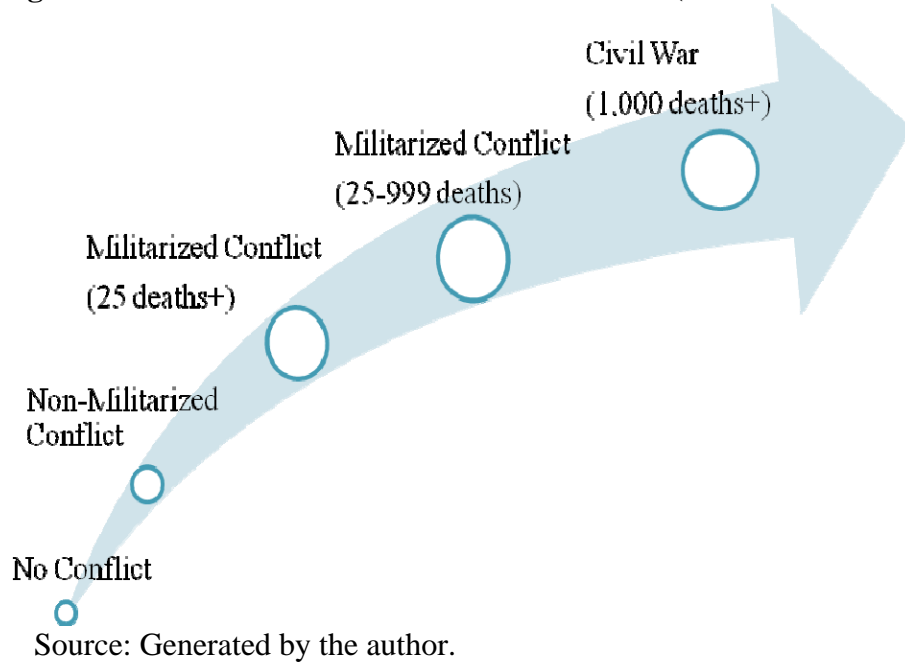 Civil War
(1,000 deaths+)
Militarized Conflict
(25-999 deaths)
Militarized Conflict
(25 deaths+)
Non-Militarized
Conflict
No Conflict
Source: Generated by the author.